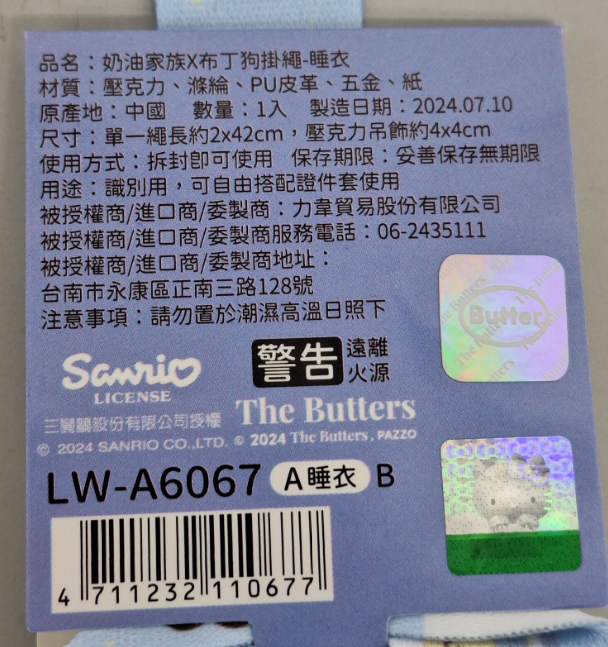 品名：奶油家族X布丁狗掛繩-睡衣
材質：壓克力、滌綸、PU皮革、五金、紙
原產地：中國 數量：1入 製造日期：2024.07.10
尺寸：單一繩長約2x42cm，壓克力吊飾約4x4cm
使用方式：拆封即可使用 保存期限：妥善保存無期限
用途：識別用，可自由搭配證件套使用
被授權商/進口商/委製商：力韋貿易股份有限公司
被授權商/進口商/委製商服務電話：06-2435111
被授權商/進口商/委製商地址：
台南市永康區正南三路128號
注意事項：請勿置於潮濕高溫日照下
Butter
The Butters
Sanrio
LICENSE
警告 遠離火源
三麗鷗股份有限公司授權
The Butters
© 2024 SANRIO CO.,LTD. © 2024 The Butters , PAZZO
LW-A6067 A睡衣 B
4 711232 110677